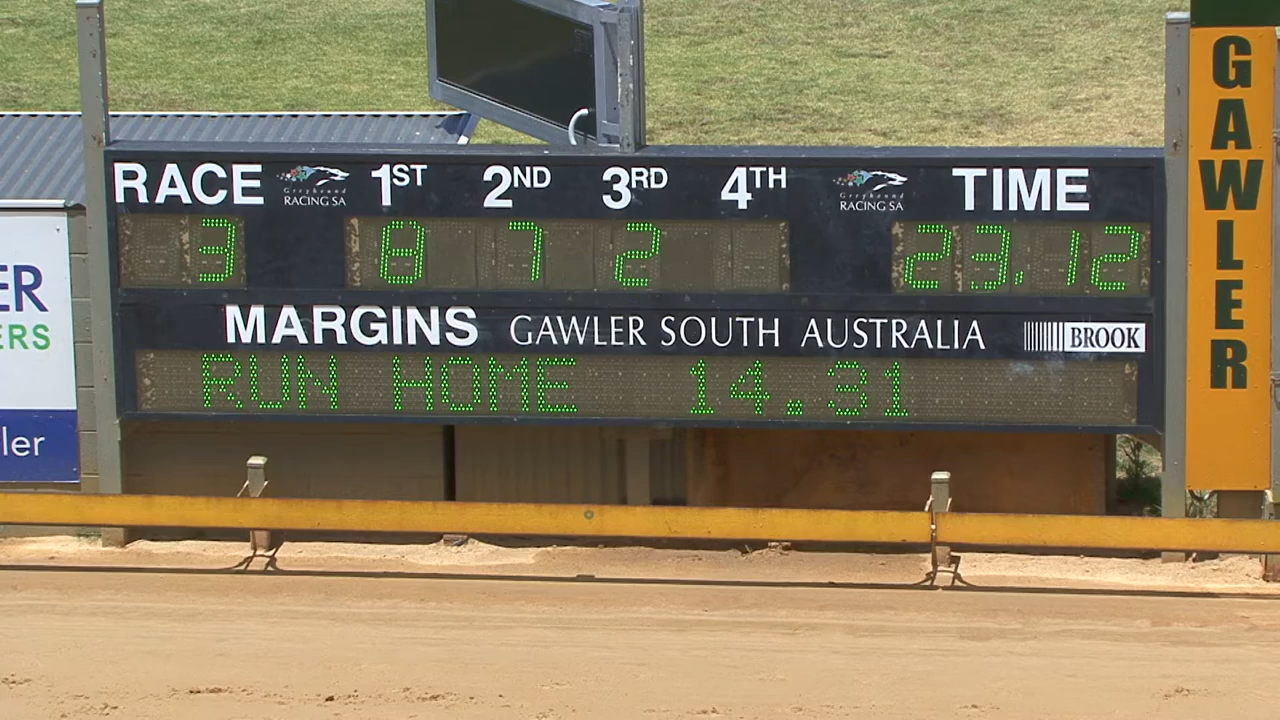 RACE Greyhound RACING SA 1ST 2ND 3RD 4TH Greyhound RACING SA TIME
3 8 7 2 23.12
MARGINS GAWLER SOUTH AUSTRALIA BROOK
RUN HOME 14.31
GAWLER
ER
ERS
ler